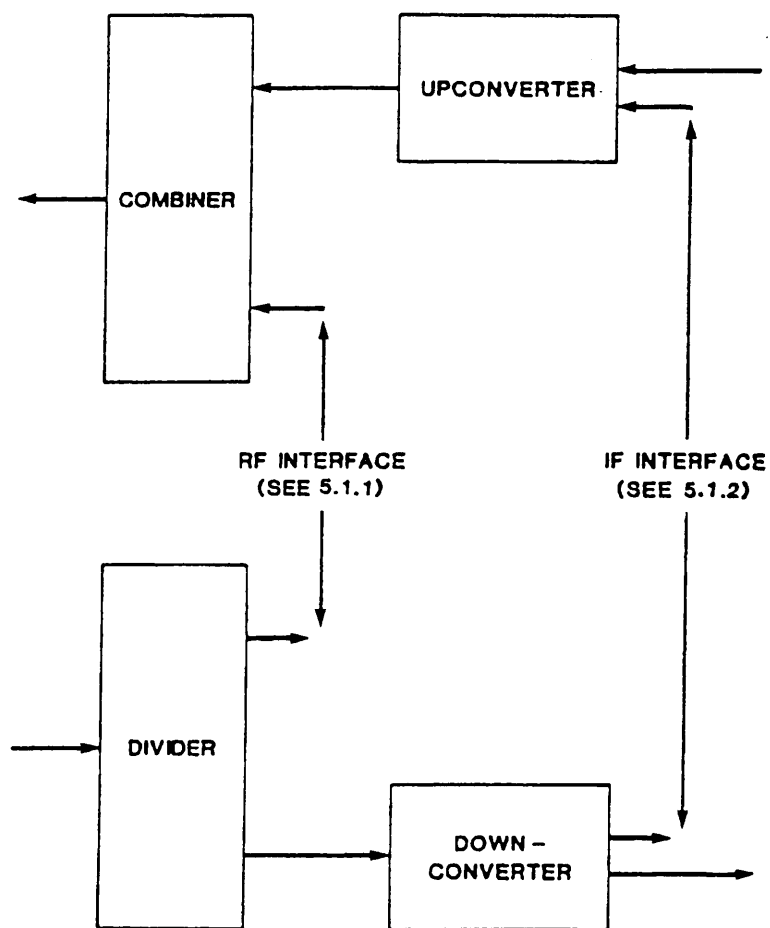 UPCONVERTER
COMBINER
RF INTERFACE
(SEE 5.1.1)
IF INTERFACE
(SEE 5.1.2)
DIVIDER
DOWN-
CONVERTER